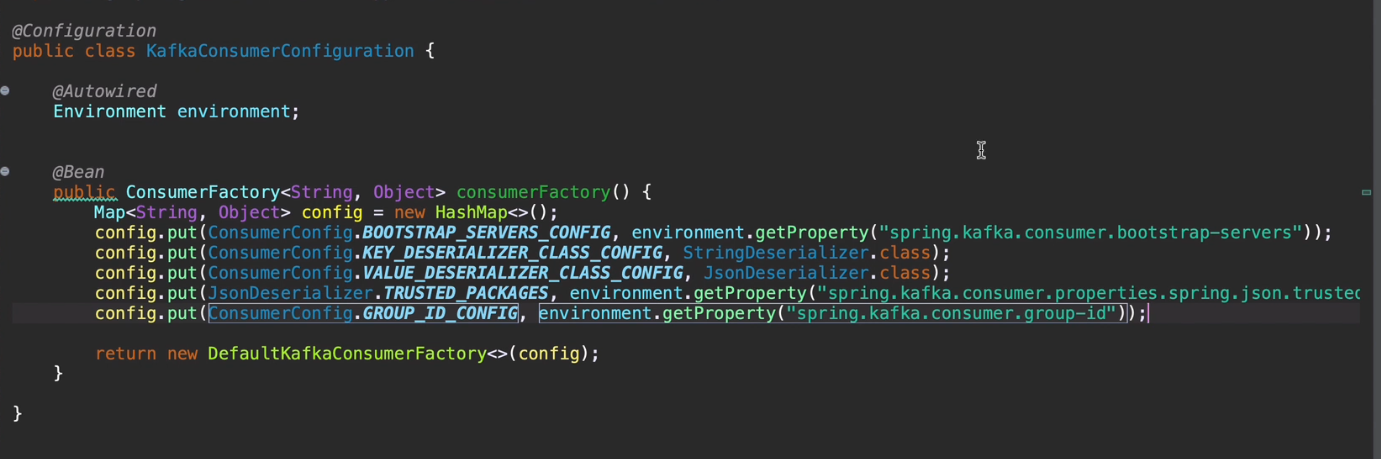 @Configuration
public class KafkaConsumerConfiguration {
@Autowired
Environment environment;
@Bean
public ConsumerFactory<String, Object> consumerFactory() {
Map<String, Object> config = new HashMap<>();
config.put(ConsumerConfig.BOOTSTRAP_SERVERS_CONFIG, environment.getProperty("spring.kafka.consumer.bootstrap-servers"));
config.put(ConsumerConfig.KEY_DESERIALIZER_CLASS_CONFIG, StringDeserializer.class);
config.put(ConsumerConfig.VALUE_DESERIALIZER_CLASS_CONFIG, JsonDeserializer.class);
config.put(JsonDeserializer.TRUSTED_PACKAGES, environment.getProperty("spring.kafka.consumer.properties.spring.json.trusted
config.put(ConsumerConfig.GROUP_ID_CONFIG, environment.getProperty("spring.kafka.consumer.group-id"));
return new DefaultKafkaConsumerFactory<>(config);
}
}